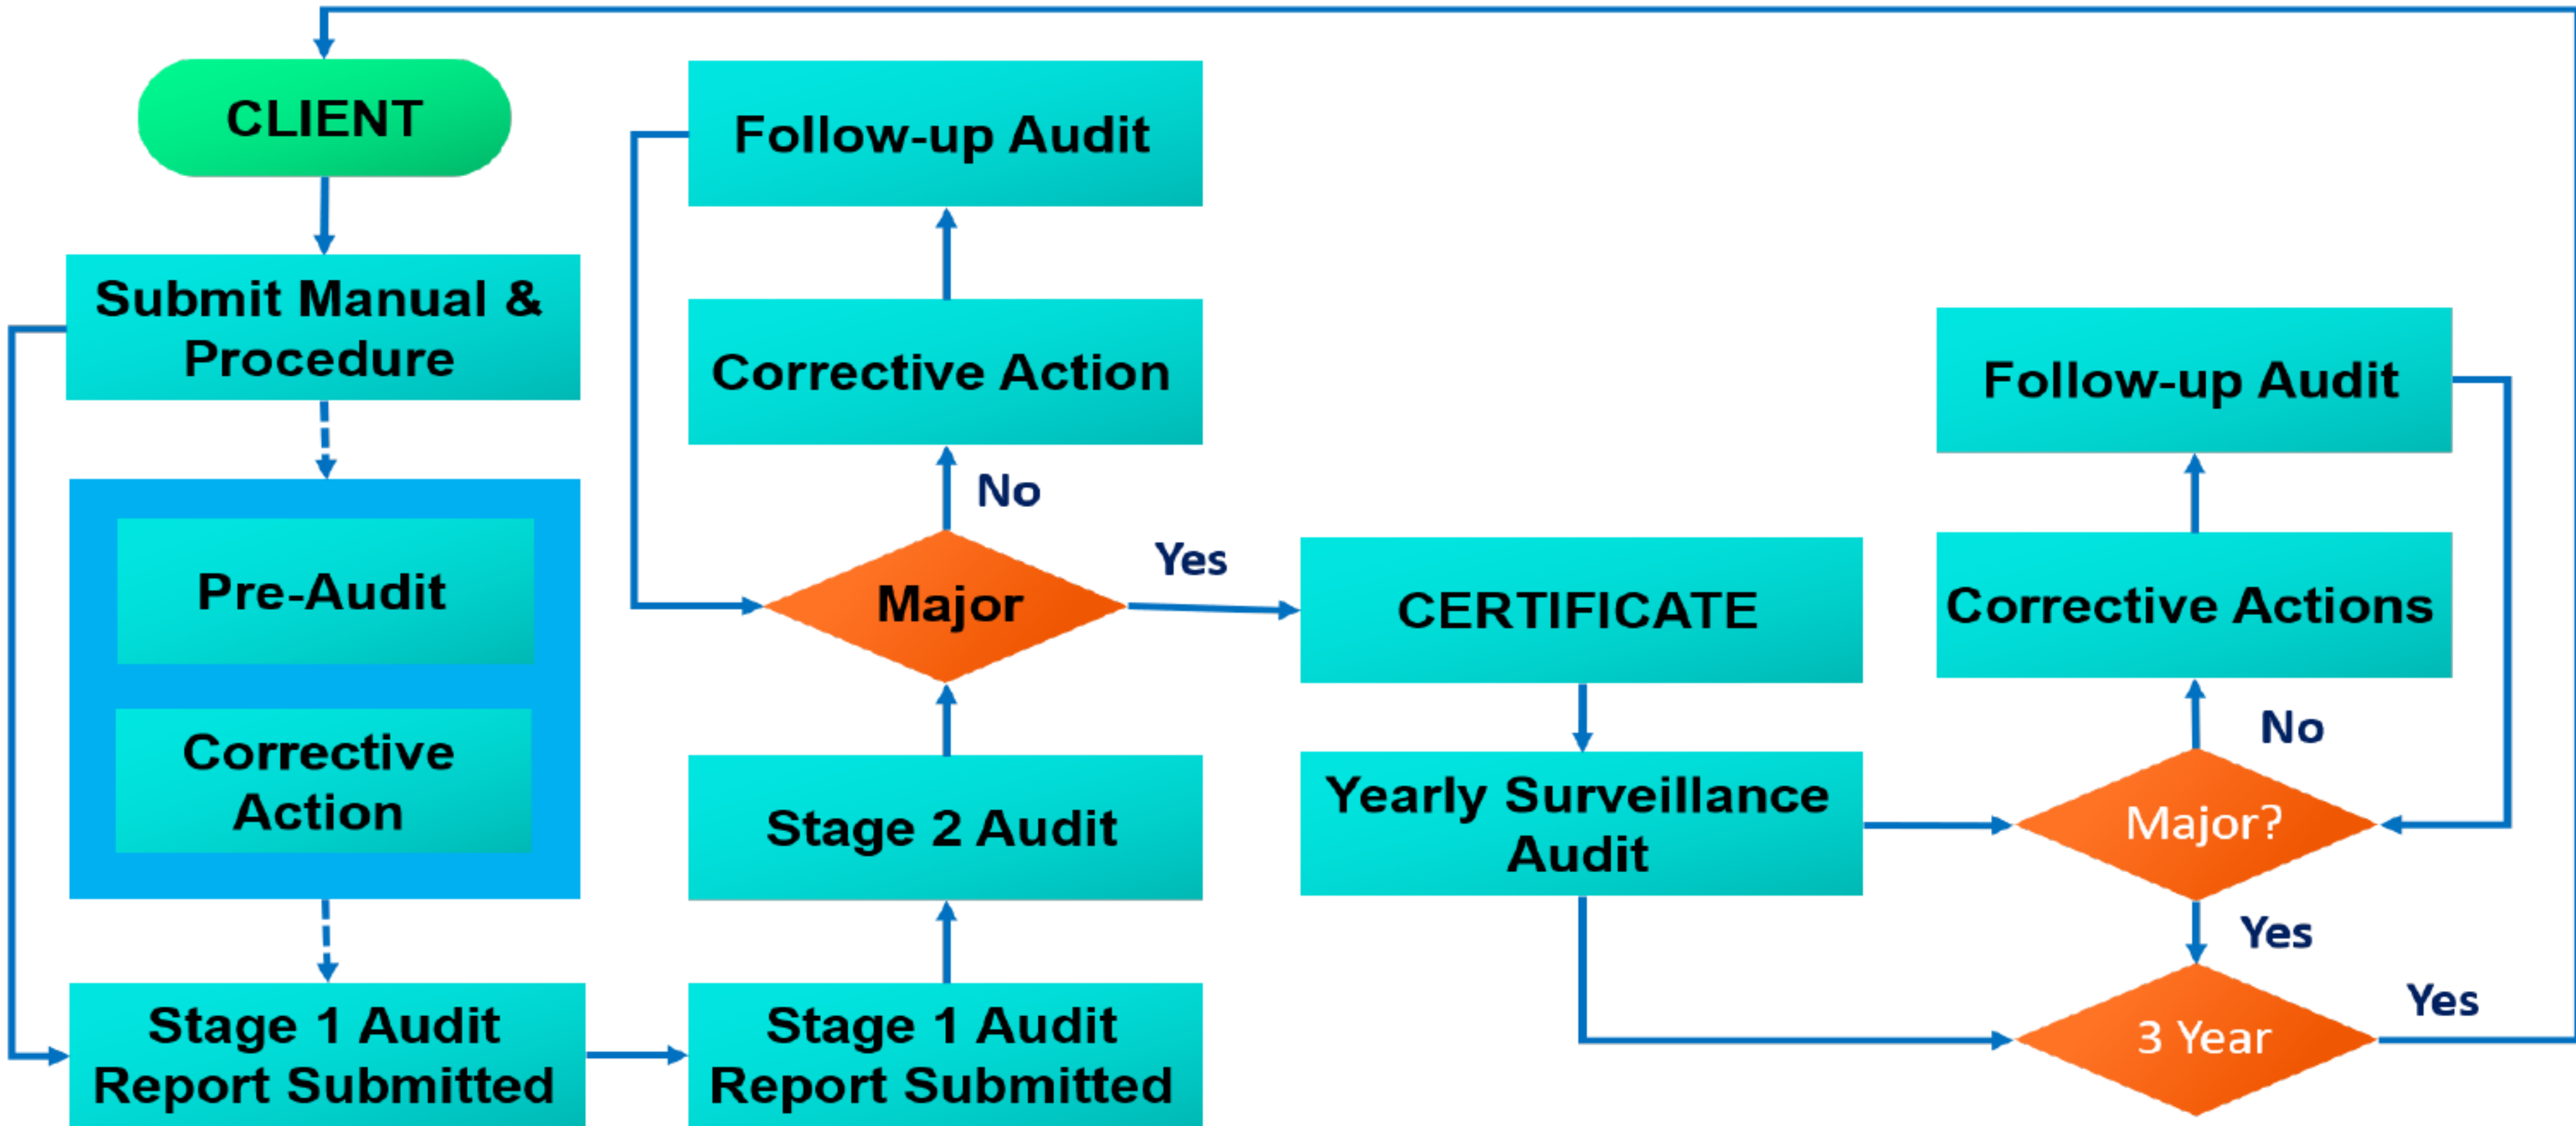 CLIENT
Submit Manual &
Procedure
Pre-Audit
Corrective
Action
Stage 1 Audit
Report Submitted
Stage 1 Audit
Report Submitted
Stage 2 Audit
Major
No
Corrective Action
Follow-up Audit
Yes
CERTIFICATE
Yearly Surveillance
Audit
Major?
No
Corrective Actions
Follow-up Audit
Yes
3 Year
Yes